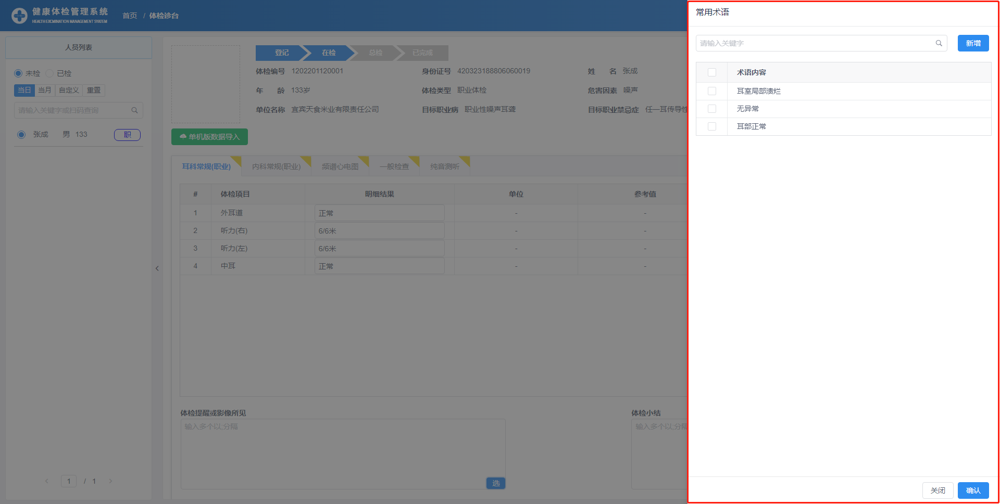 健康体检管理系统
HEALTH EXCMINATION MANAGEMENT SYATEM
首页 / 体检诊台
人员列表
未检 已检
当日 当月 自定义 重置
请输入关键字或扫码查询
张成 男 133 职
1 / 1
登记 在检 总检 已完成
体检编号 1202201120001 身份证号 420323188806060019 姓 名 张成
年 龄 133岁 体检类型 职业体检 危害因素 噪声
单位名称 宜宾天食米业有限责任公司 目标职业病 职业性噪声耳聋 目标职业禁忌症 任一耳传导性
单机版数据导入
耳科常规(职业) 内科常规(职业) 频谱心电图 一般检查 纯音测听
# 体检项目 明细结果 单位 参考值
1 外耳道 正常 - -
2 听力(右) 6/6米 - -
3 听力(左) 6/6米 - -
4 中耳 正常 - -
体检提醒或影像所见 体检小结
输入多个以;分隔 输入多个以;分隔
选
常用术语
请输入关键字 新增
术语内容
耳室局部溃烂
无异常
耳部正常
关闭 确认